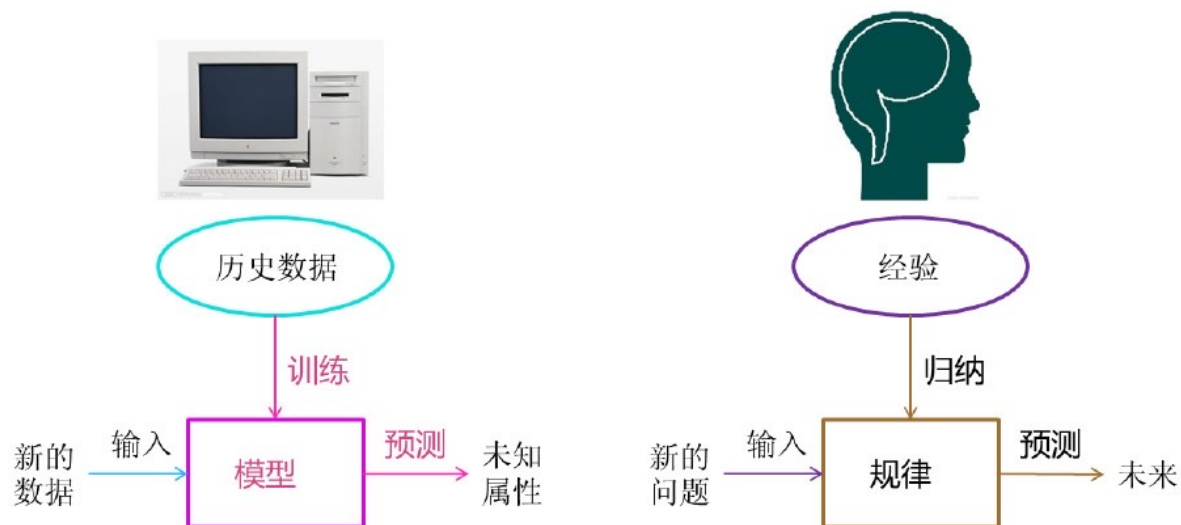 历史数据
经验
训练
归纳
输入
预测
输入
预测
新的
数据
模型
未知
属性
新的
问题
规律
未来